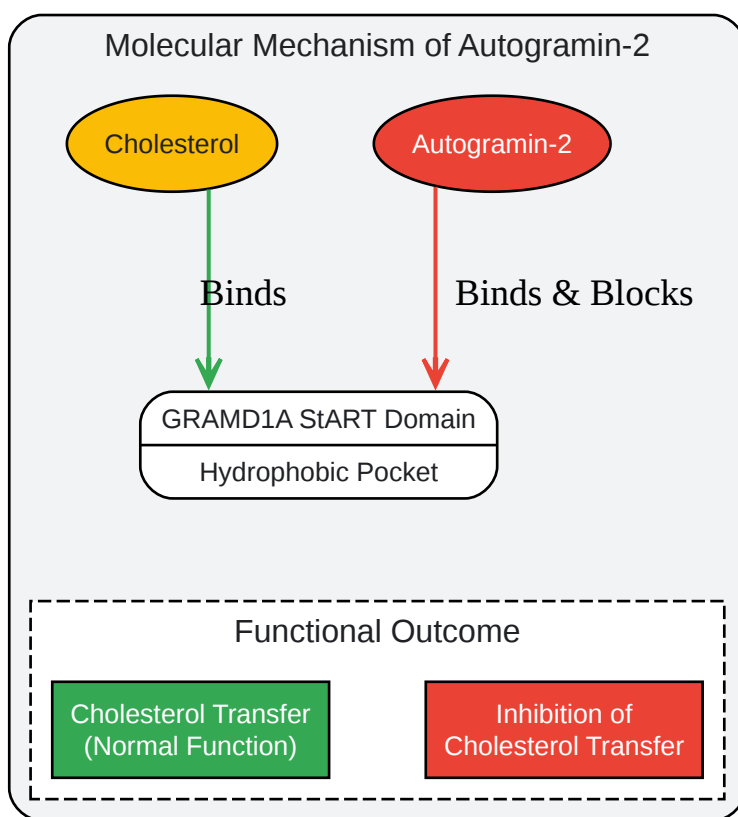 Molecular Mechanism of Autogramin-2
Cholesterol
Autogramin-2
Binds
Binds & Blocks
GRAMD1A StART Domain
Hydrophobic Pocket
Functional Outcome
Cholesterol Transfer
(Normal Function)
Inhibition of
Cholesterol Transfer